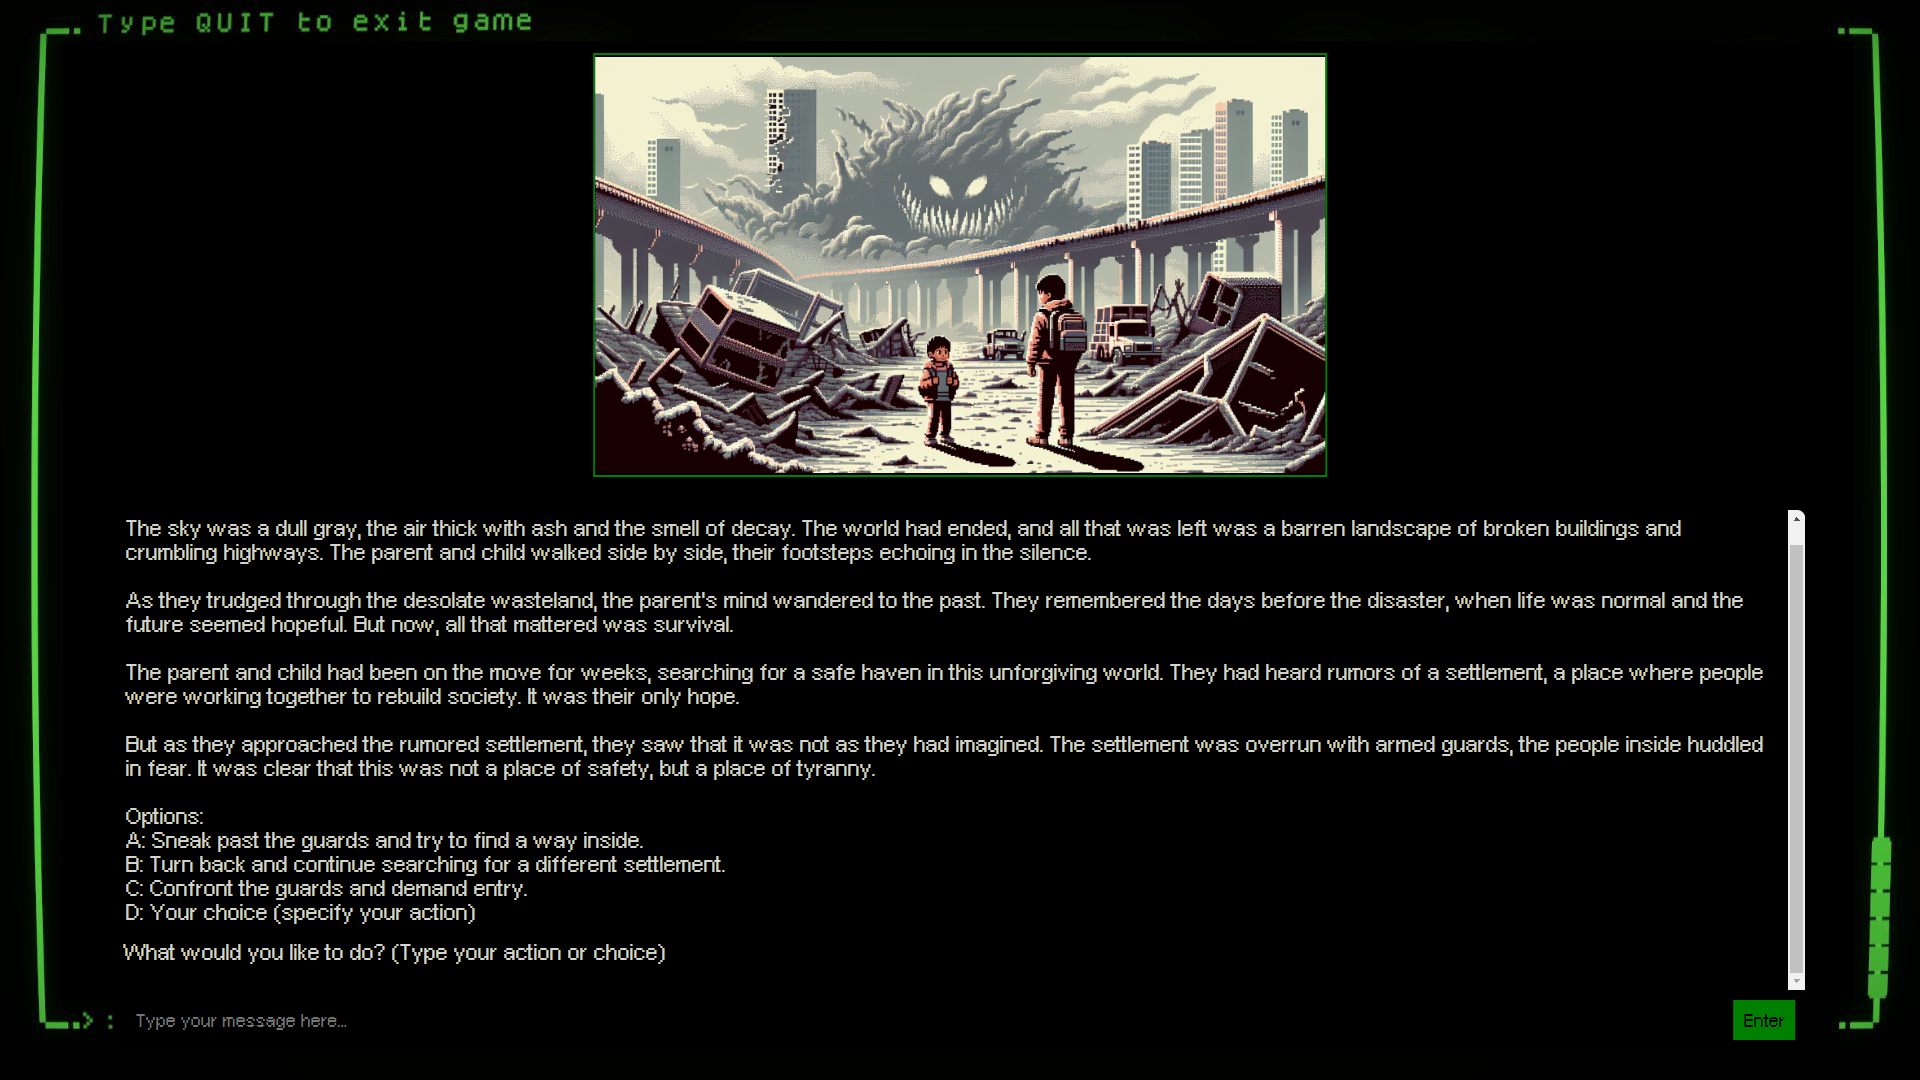 Type QUIT to exit game
The sky was a dull gray, the air thick with ash and the smell of decay. The world had ended, and all that was left was a barren landscape of broken buildings and
crumbling highways. The parent and child walked side by side, their footsteps echoing in the silence.
As they trudged through the desolate wasteland, the parent's mind wandered to the past. They remembered the days before the disaster, when life was normal and the
future seemed hopeful. But now, all that mattered was survival.
The parent and child had been on the move for weeks, searching for a safe haven in this unforgiving world. They had heard rumors of a settlement, a place where people
were working together to rebuild society. It was their only hope.
But as they approached the rumored settlement, they saw that it was not as they had imagined. The settlement was overrun with armed guards, the people inside huddled
in fear. It was clear that this was not a place of safety, but a place of tyranny.
Options:
A: Sneak past the guards and try to find a way inside.
B: Turn back and continue searching for a different settlement.
C: Confront the guards and demand entry.
D: Your choice (specify your action)
What would you like to do? (Type your action or choice)
> : Type your message here...
Enter